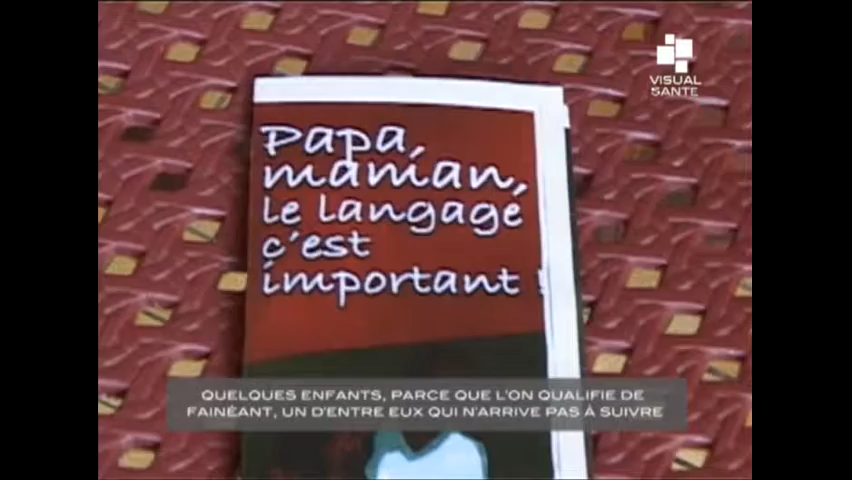 VISUAL
SANTE
Papa,
maman,
le langage
c'est
important !
QUELQUES ENFANTS, PARCE QUE L'ON QUALIFIE DE
FAINÉANT, UN D'ENTRE EUX QUI N'ARRIVE PAS À SUIVRE